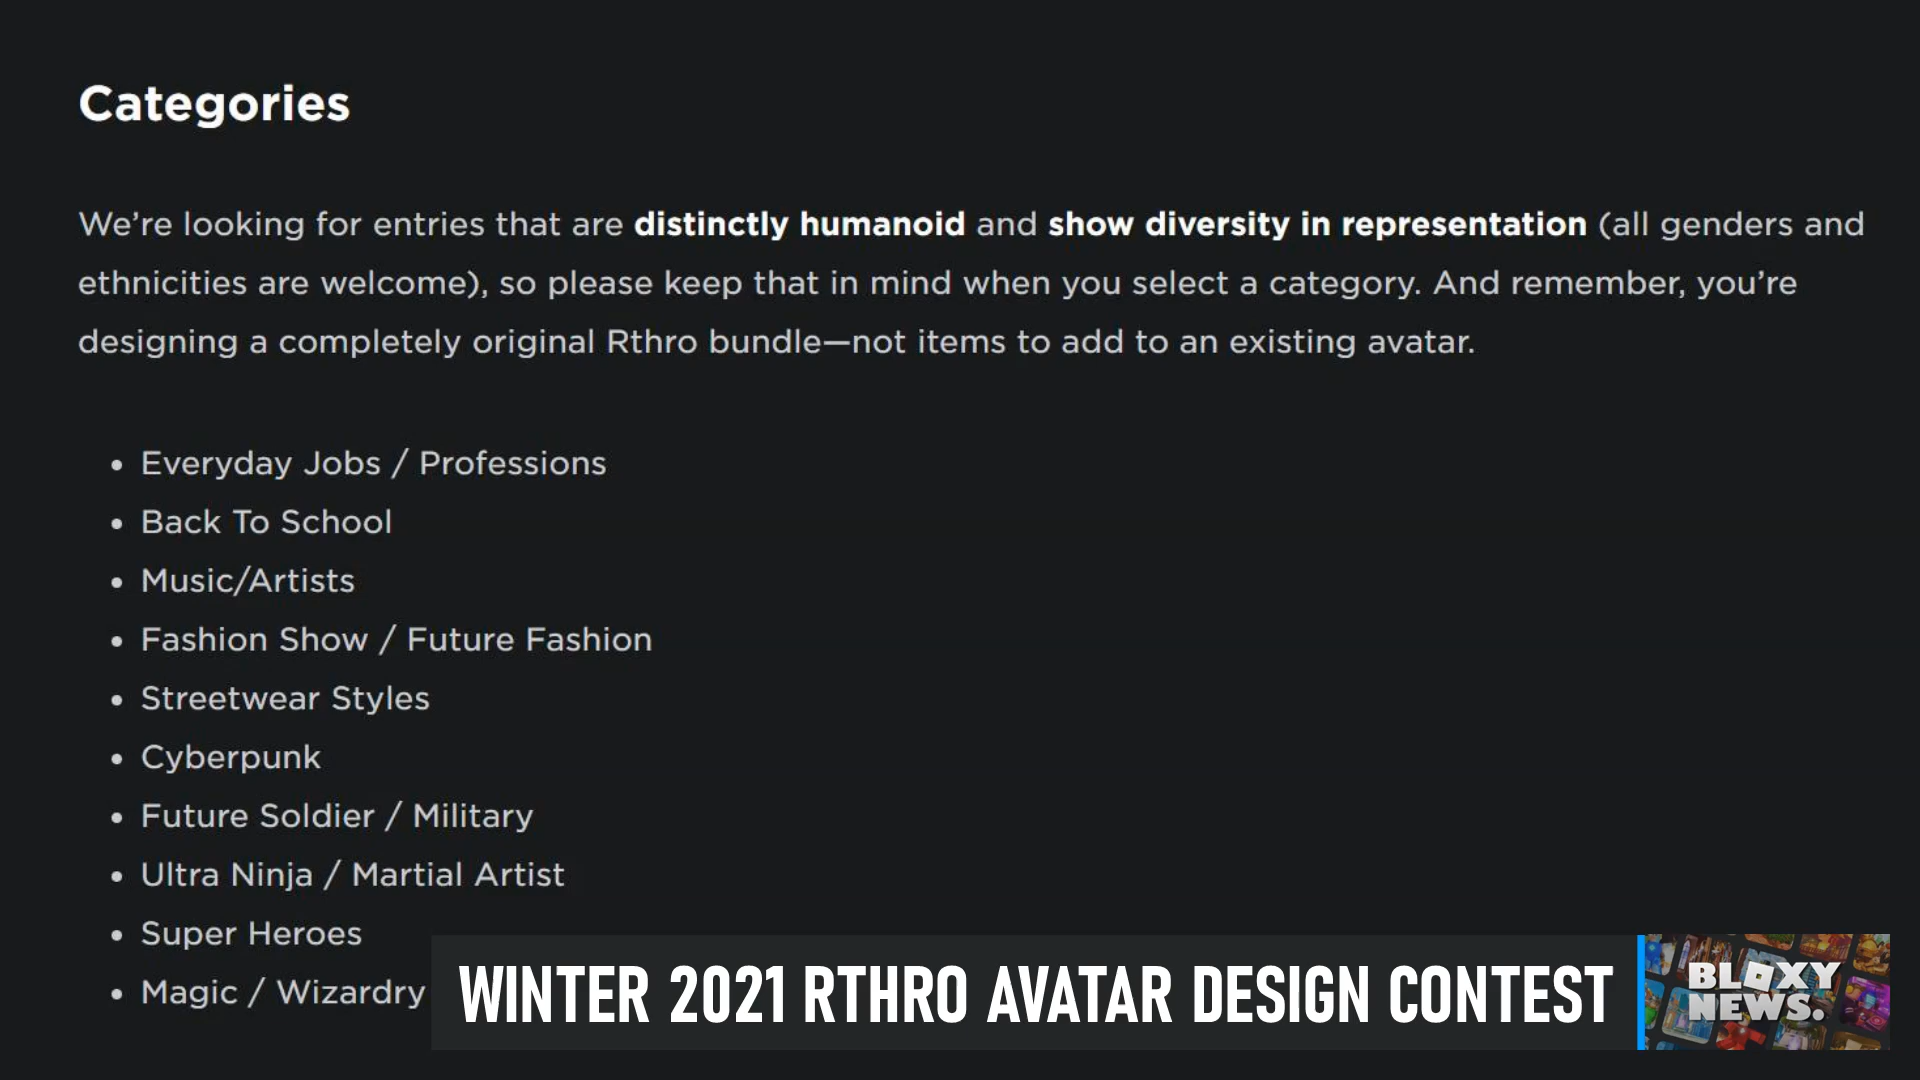 Categories
We’re looking for entries that are distinctly humanoid and show diversity in representation (all genders and
ethnicities are welcome), so please keep that in mind when you select a category. And remember, you’re
designing a completely original Rthro bundle—not items to add to an existing avatar.
Everyday Jobs / Professions
Back To School
Music/Artists
Fashion Show / Future Fashion
Streetwear Styles
Cyberpunk
Future Soldier / Military
Ultra Ninja / Martial Artist
Super Heroes
Magic / Wizardry
WINTER 2021 RTHRO AVATAR DESIGN CONTEST
BLOXY
NEWS.